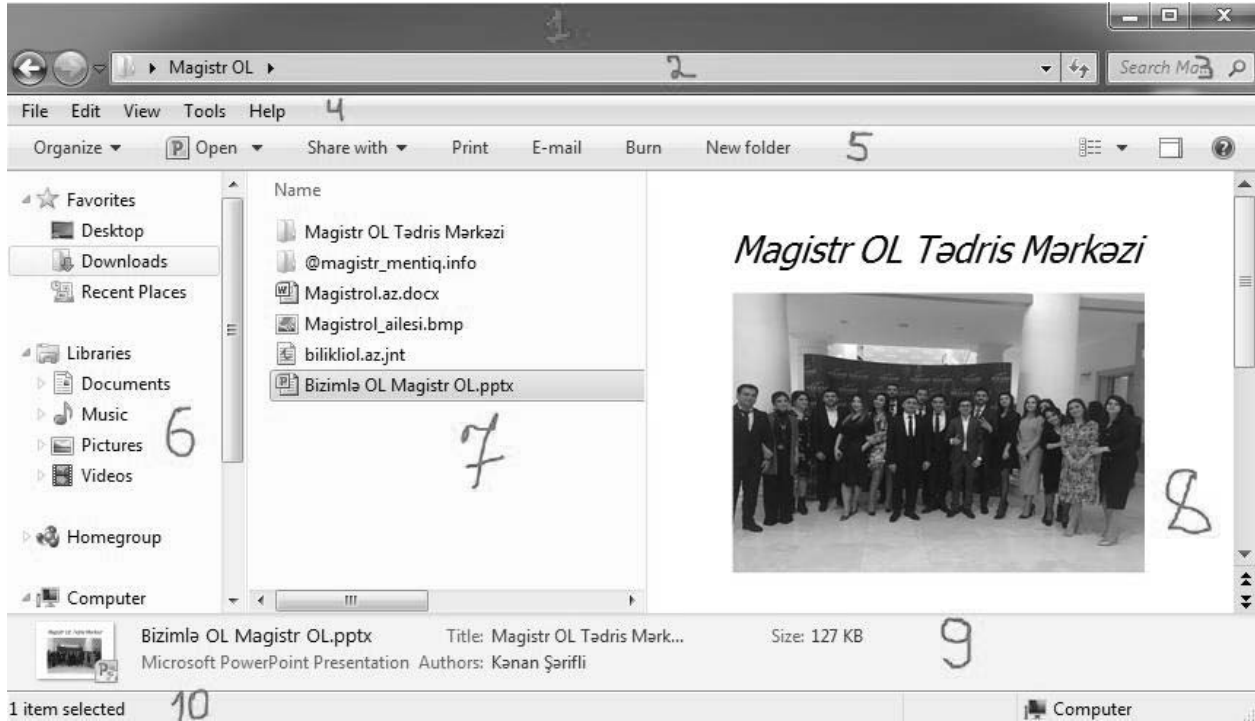 1
Magistr OL
2
Search Ma
3
File Edit View Tools Help 4
Organize Open Share with Print E-mail Burn New folder 5
Favorites
Desktop
Downloads
Recent Places
Libraries
Documents
Music
Pictures
Videos
6
Homegroup
Computer
Name
Magistr OL Tədris Mərkəzi
@magistr_mentiq.info
Magistrol.az.docx
Magistrol_ailesi.bmp
bilikliol.az.jnt
Bizimlə OL Magistr OL.pptx
7
Magistr OL Tədris Mərkəzi
8
Bizimlə OL Magistr OL.pptx Title: Magistr OL Tədris Mərk... Size: 127 KB 9
Microsoft PowerPoint Presentation Authors: Kənan Şərifli
1 item selected 10 Computer